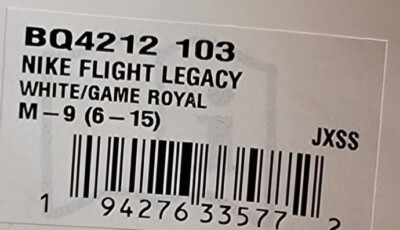 BQ4212 103
NIKE FLIGHT LEGACY
WHITE/GAME ROYAL
M-9 (6-15)
JXSS
1 94276 33577 2